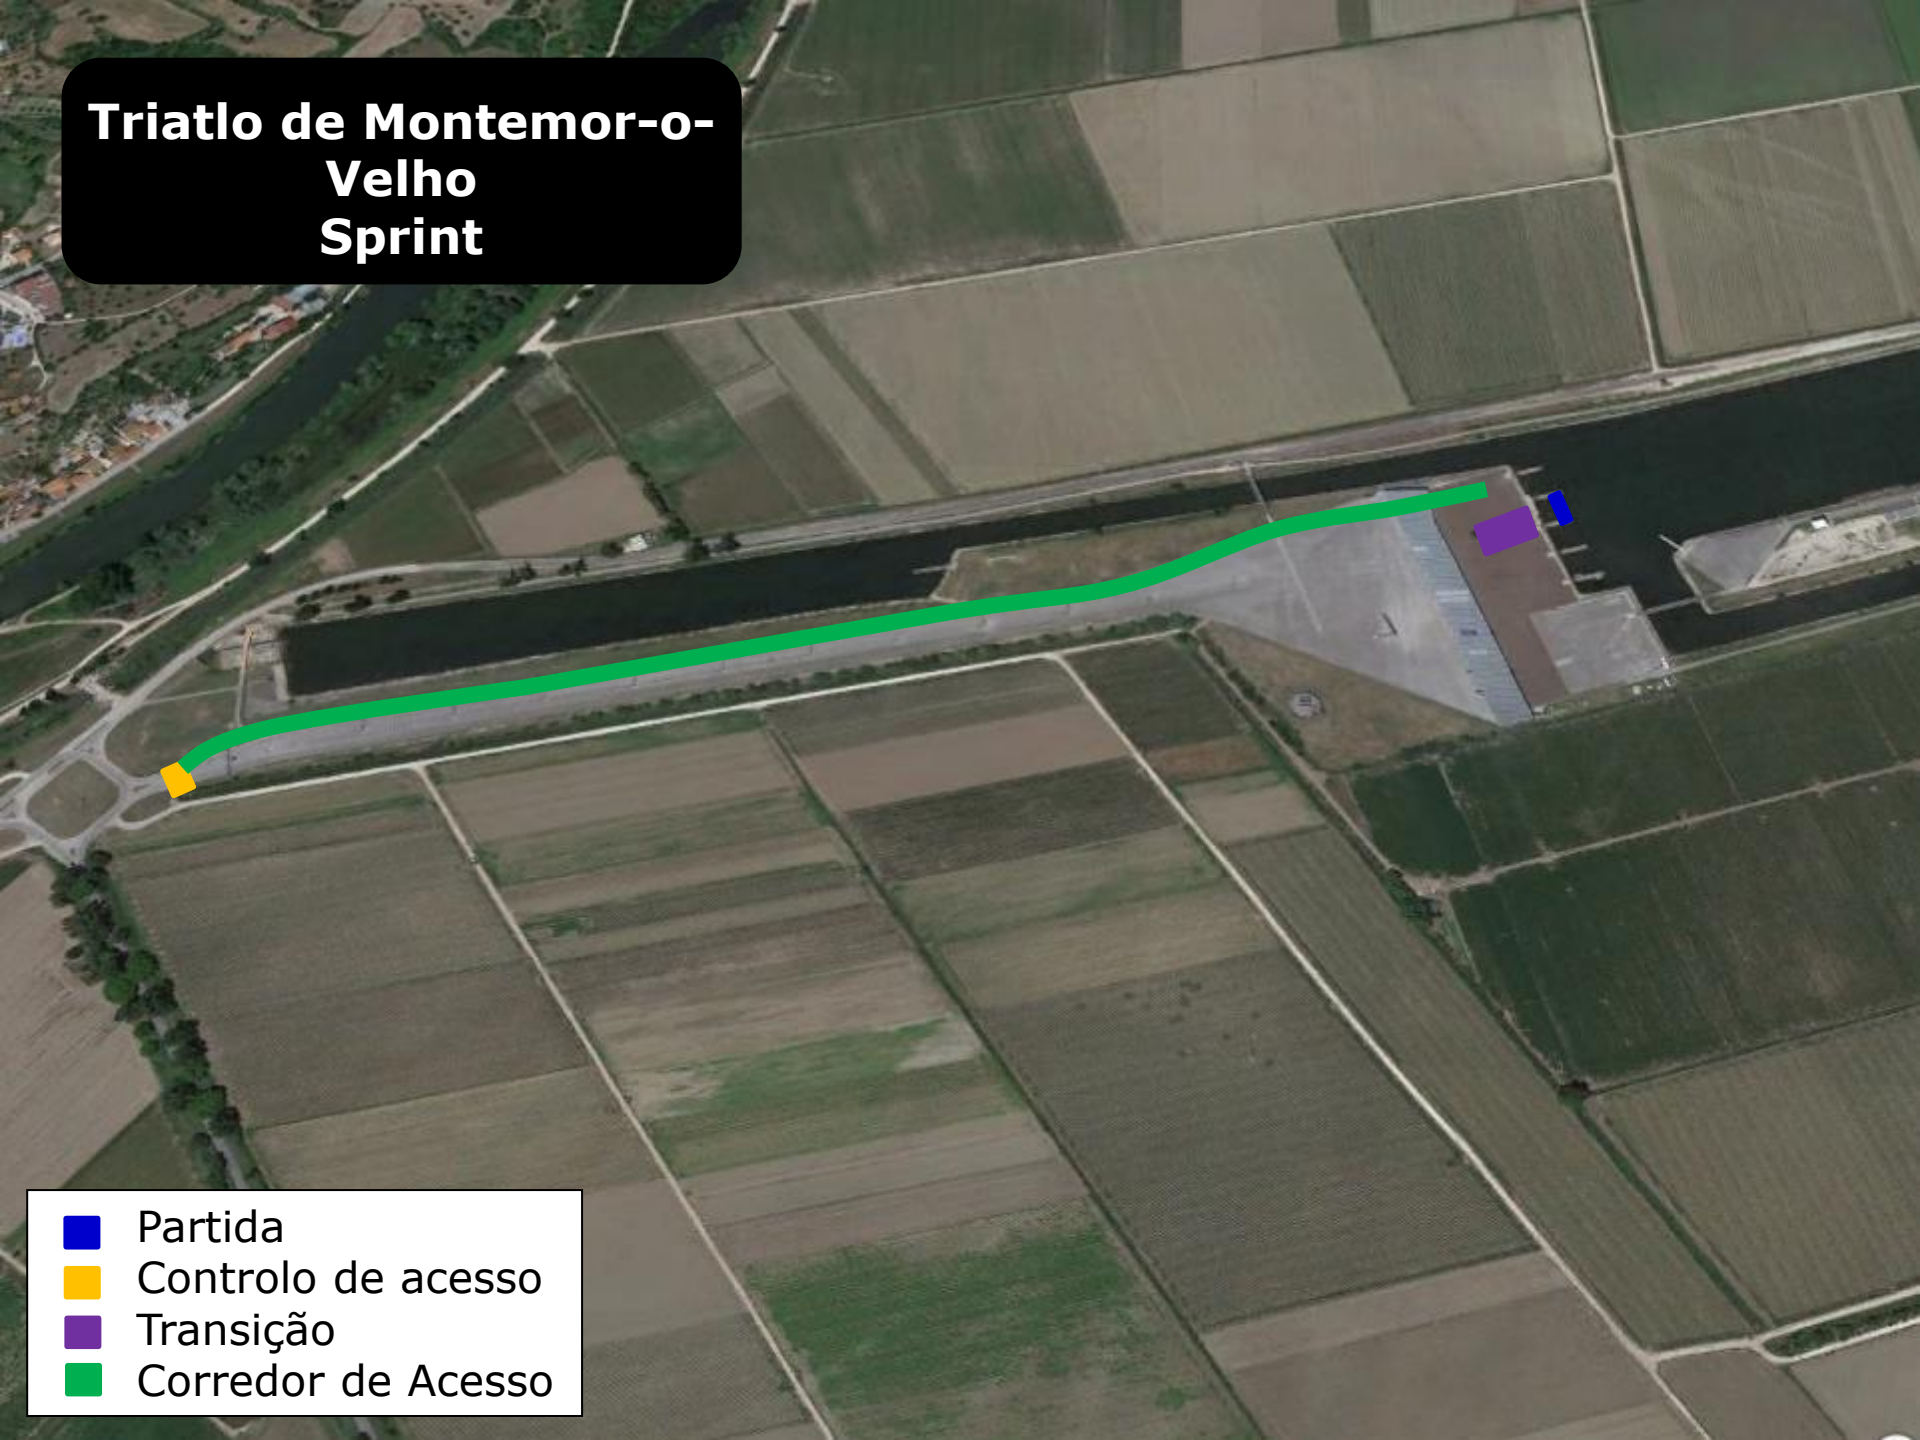 Triatlo de Montemor-o-
Velho
Sprint
Partida
Controlo de acesso
Transição
Corredor de Acesso